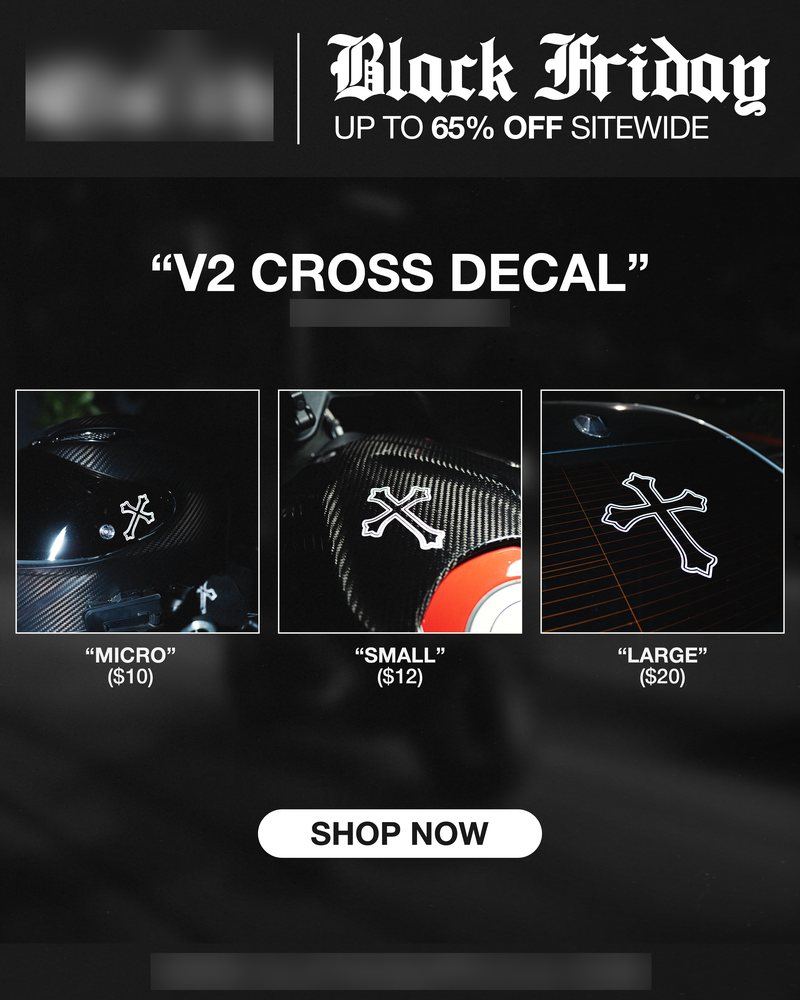 Black Friday
UP TO 65% OFF SITEWIDE
“V2 CROSS DECAL”
“MICRO”
($10)
“SMALL”
($12)
“LARGE”
($20)
SHOP NOW